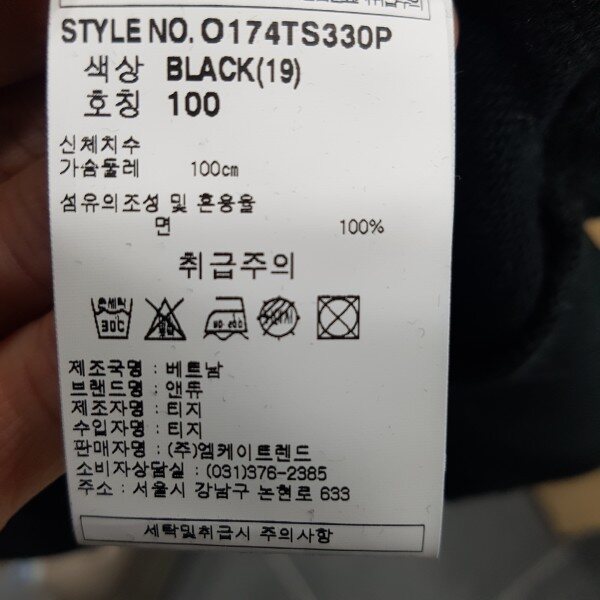 STYLE NO. O174TS330P
색상 BLACK(19)
호칭 100
신체치수
가슴둘레 100cm
섬유의조성 및 혼용율
면 100%
취급주의
30C
제조국명 : 베트남
브랜드명 : 앤듀
제조자명 : 티지
수입자명 : 티지
판매자명 : (주)엠케이트렌드
소비자상담실 : (031)376-2385
주소 : 서울시 강남구 논현로 633
세탁및취급시 주의사항